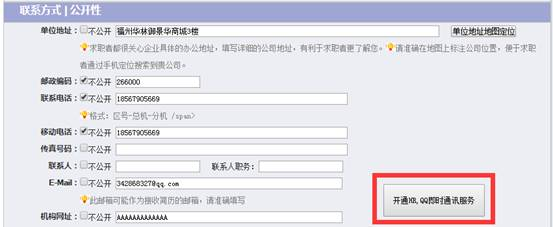 联系方式 | 公开性
单位地址: 不公开 福州华林御景华商城3楼 单位地址地图定位
求职者都很关心企业具体的办公地址，填写详细的公司地址，有利于求职者更了解您。 请准确在地图上标注公司位置，便于求职
者通过手机定位搜索到贵公司。
邮政编码: 不公开 266000
联系电话: 不公开 18567905669
格式: 区号-总机-分机 /span>
移动电话: 不公开 18567905669
传真号码: 不公开
联系人: 不公开 联系人职务:
E-Mail: 不公开 3428683278@qq.com
此邮箱可能作为接收简历的邮箱，请准确填写
开通HR,QQ即时通讯服务
机构网址: 不公开 AAAAAAAAAAAAA